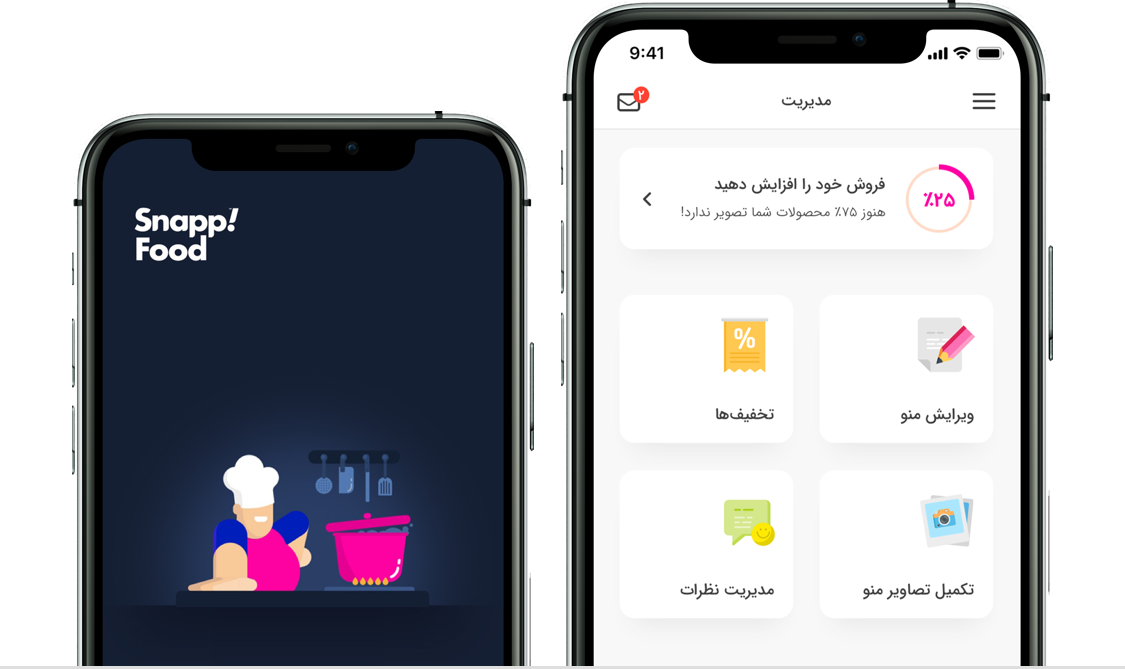 Snapp!
Food
9:41
۲
مدیریت
فروش خود را افزایش دهید
هنوز ۷۵٪ محصولات شما تصویر ندارد!
٪۲۵
%
ویرایش منو
تخفیف‌ها
تکمیل تصاویر منو
مدیریت نظرات